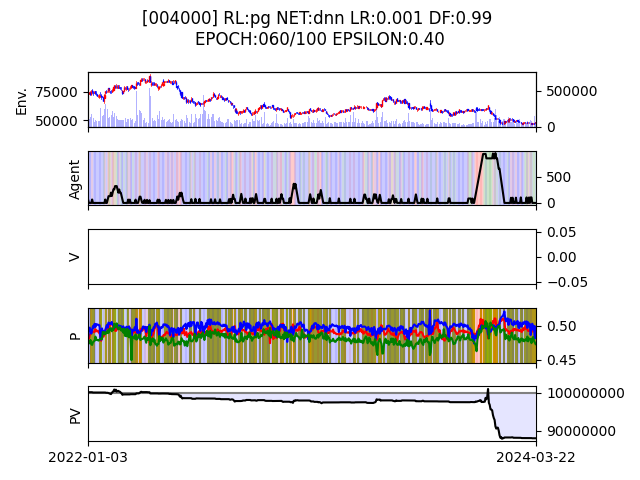 [004000] RL:pg NET:dnn LR:0.001 DF:0.99
EPOCH:060/100 EPSILON:0.40
Env.
75000
50000
500000
0
Agent
500
0
V
0.05
0.00
−0.05
P
0.50
0.45
PV
100000000
90000000
2022-01-03
2024-03-22